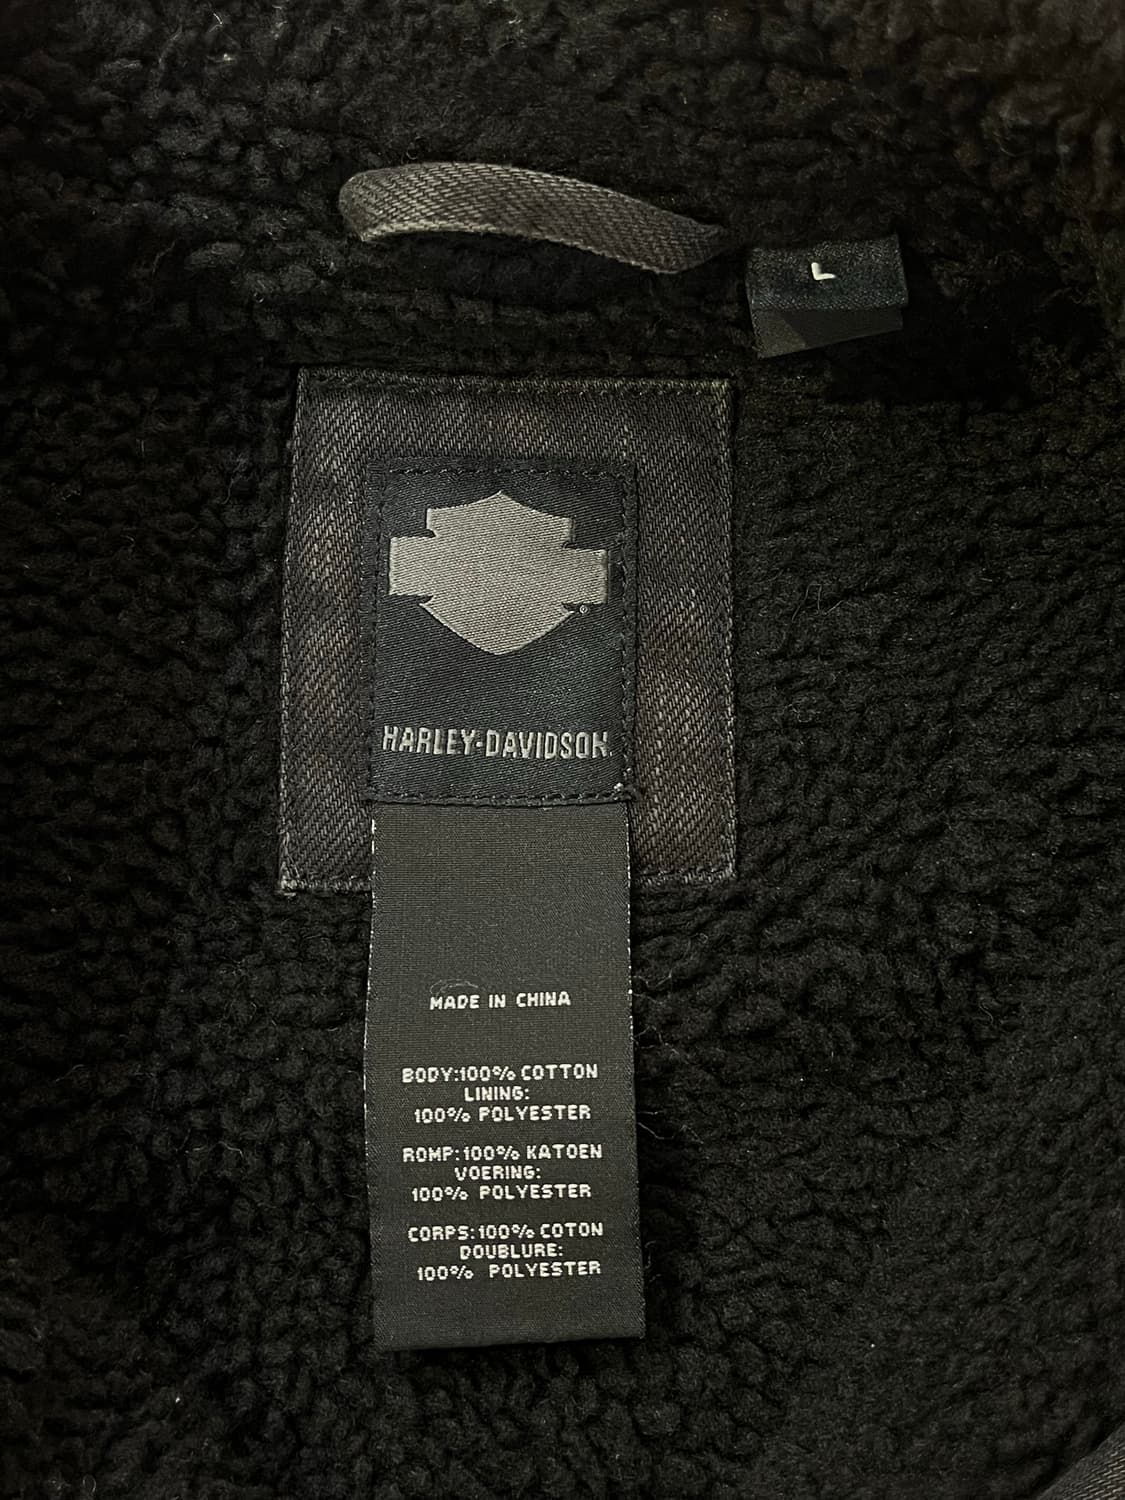 L
®
HARLEY-DAVIDSON
MADE IN CHINA
BODY:100% COTTON
LINING:
100% POLYESTER
ROMP:100% KATOEN
VOERING:
100% POLYESTER
CORPS:100% COTON
DOUBLURE:
100% POLYESTER